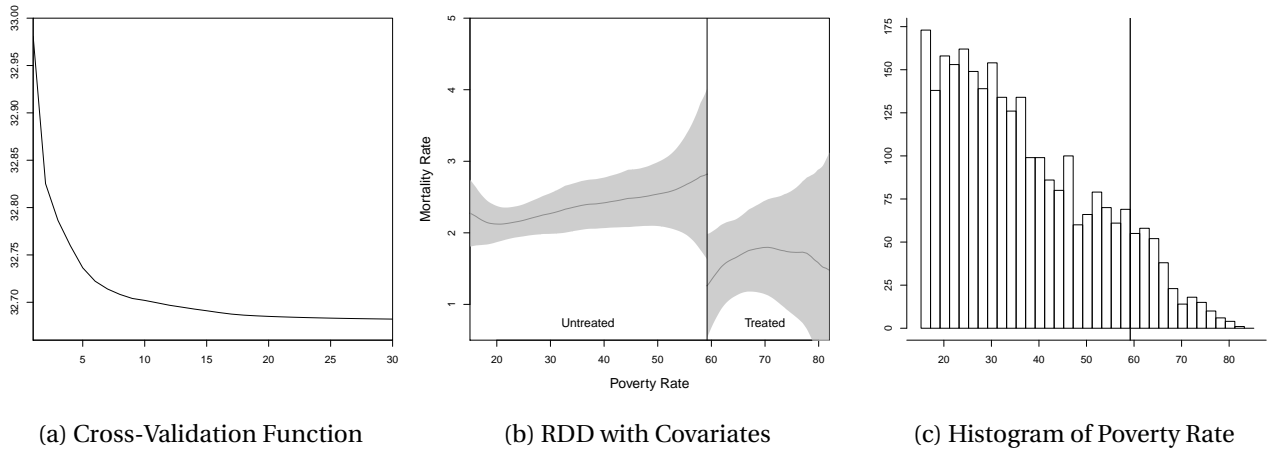 33.00
32.95
32.90
32.85
32.80
32.75
32.70
5 10 15 20 25 30
(a) Cross-Validation Function
5
4
3
2
1
Mortality Rate
Untreated Treated
20 30 40 50 60 70 80
Poverty Rate
(b) RDD with Covariates
175
150
125
100
75
50
25
0
20 30 40 50 60 70 80
(c) Histogram of Poverty Rate